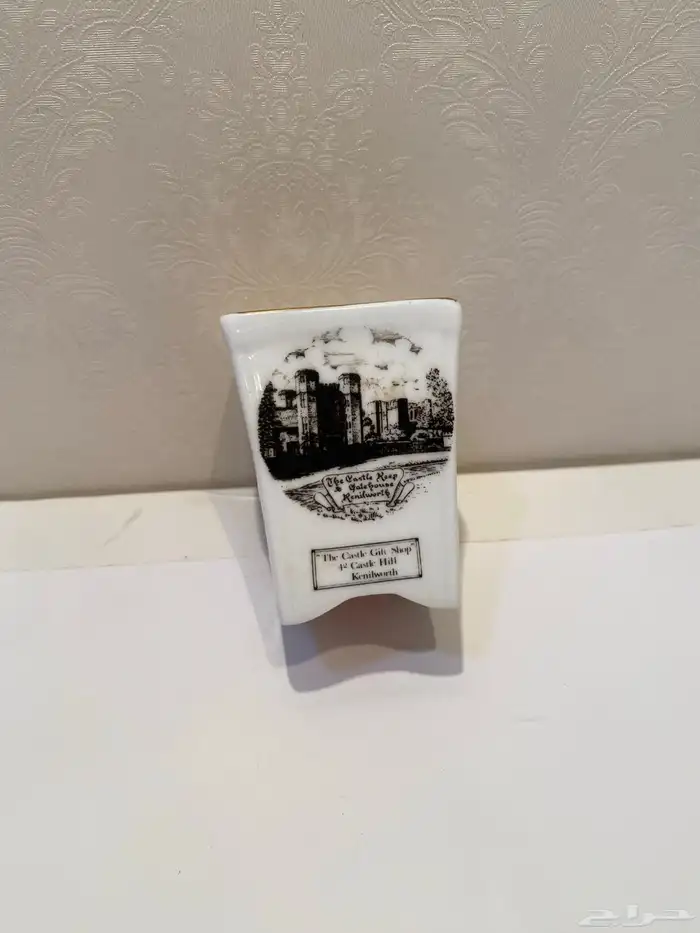 The Castle Keep
& Gatehouse
Kenilworth
"The Castle Gift Shop"
4a Castle Hill
Kenilworth
حراج